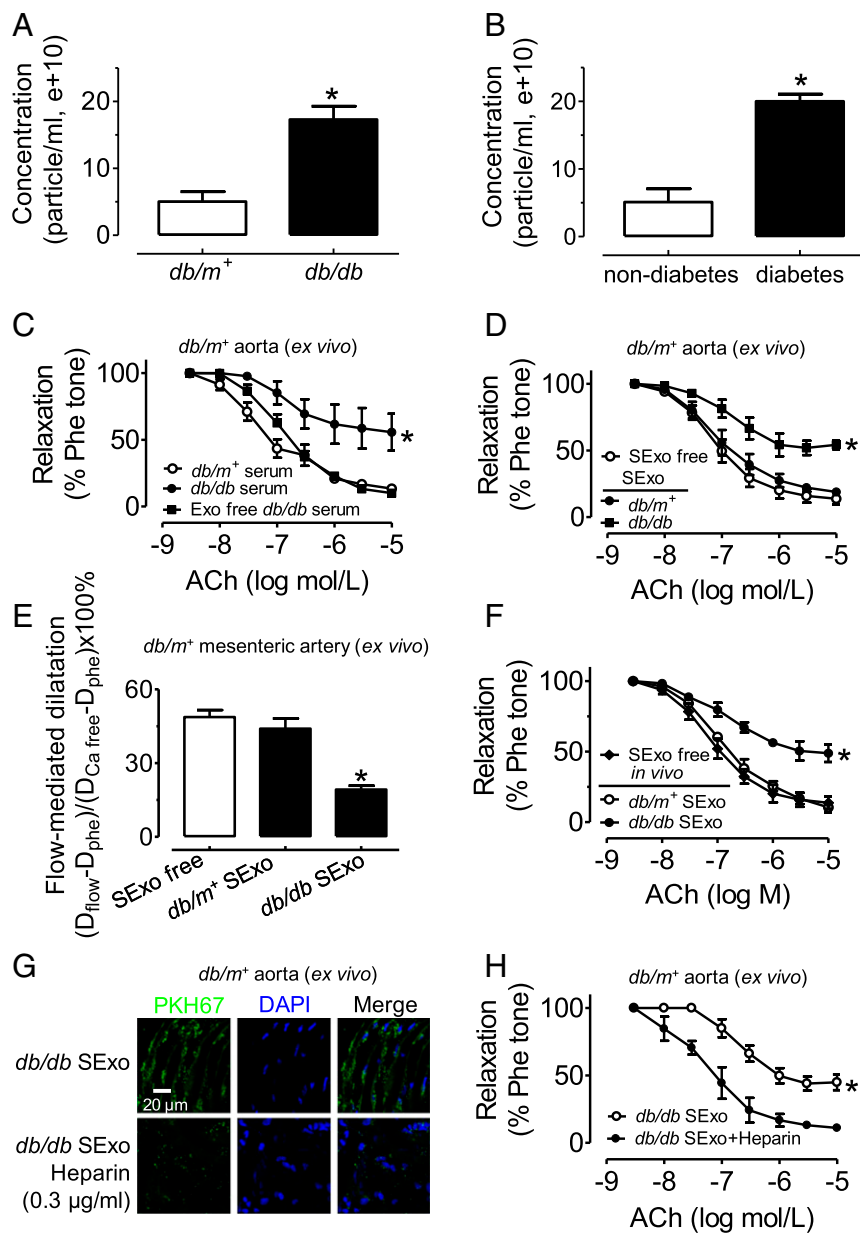 A
Concentration
(particle/ml, e+10)
20
10
0
*
db/m⁺
db/db
B
Concentration
(particle/ml, e+10)
20
10
0
*
non-diabetes
diabetes
C
db/m⁺ aorta (ex vivo)
Relaxation
(% Phe tone)
100
50
0
db/m⁺ serum
db/db serum
Exo free db/db serum
*
-9 -8 -7 -6 -5
ACh (log mol/L)
D
db/m⁺ aorta (ex vivo)
Relaxation
(% Phe tone)
100
50
0
SExo free
SExo
db/m⁺
db/db
*
-9 -8 -7 -6 -5
ACh (log mol/L)
E
db/m⁺ mesenteric artery (ex vivo)
Flow-mediated dilatation
(Dflow-Dphe)/(DCa free-Dphe)x100%
60
30
0
*
SExo free
db/m⁺ SExo
db/db SExo
F
Relaxation
(% Phe tone)
100
50
0
SExo free
in vivo
db/m⁺ SExo
db/db SExo
*
-9 -8 -7 -6 -5
ACh (log M)
G
db/m⁺ aorta (ex vivo)
PKH67 DAPI Merge
db/db SExo
20 µm
db/db SExo
Heparin
(0.3 µg/ml)
H
db/m⁺ aorta (ex vivo)
Relaxation
(% Phe tone)
100
50
0
db/db SExo
db/db SExo+Heparin
*
-9 -8 -7 -6 -5
ACh (log mol/L)